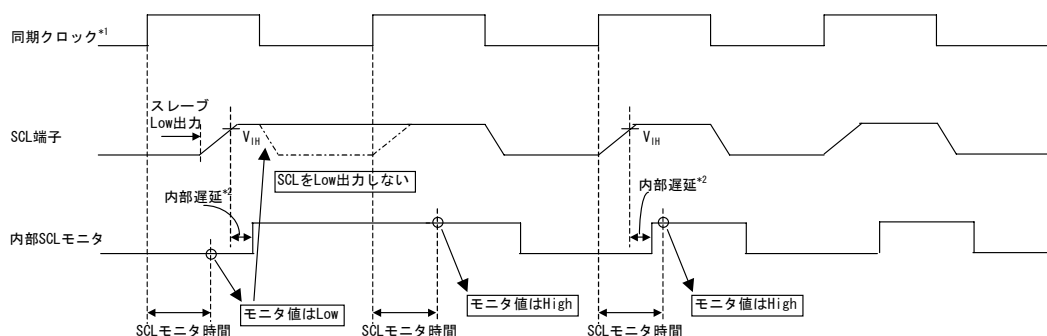 同期クロック*1
スレーブ
Low出力
SCL端子
VIH
VIH
SCLをLow出力しない
内部遅延*2
内部遅延*2
内部SCLモニタ
モニタ値はLow
モニタ値はHigh
モニタ値はHigh
SCLモニタ時間
SCLモニタ時間
SCLモニタ時間